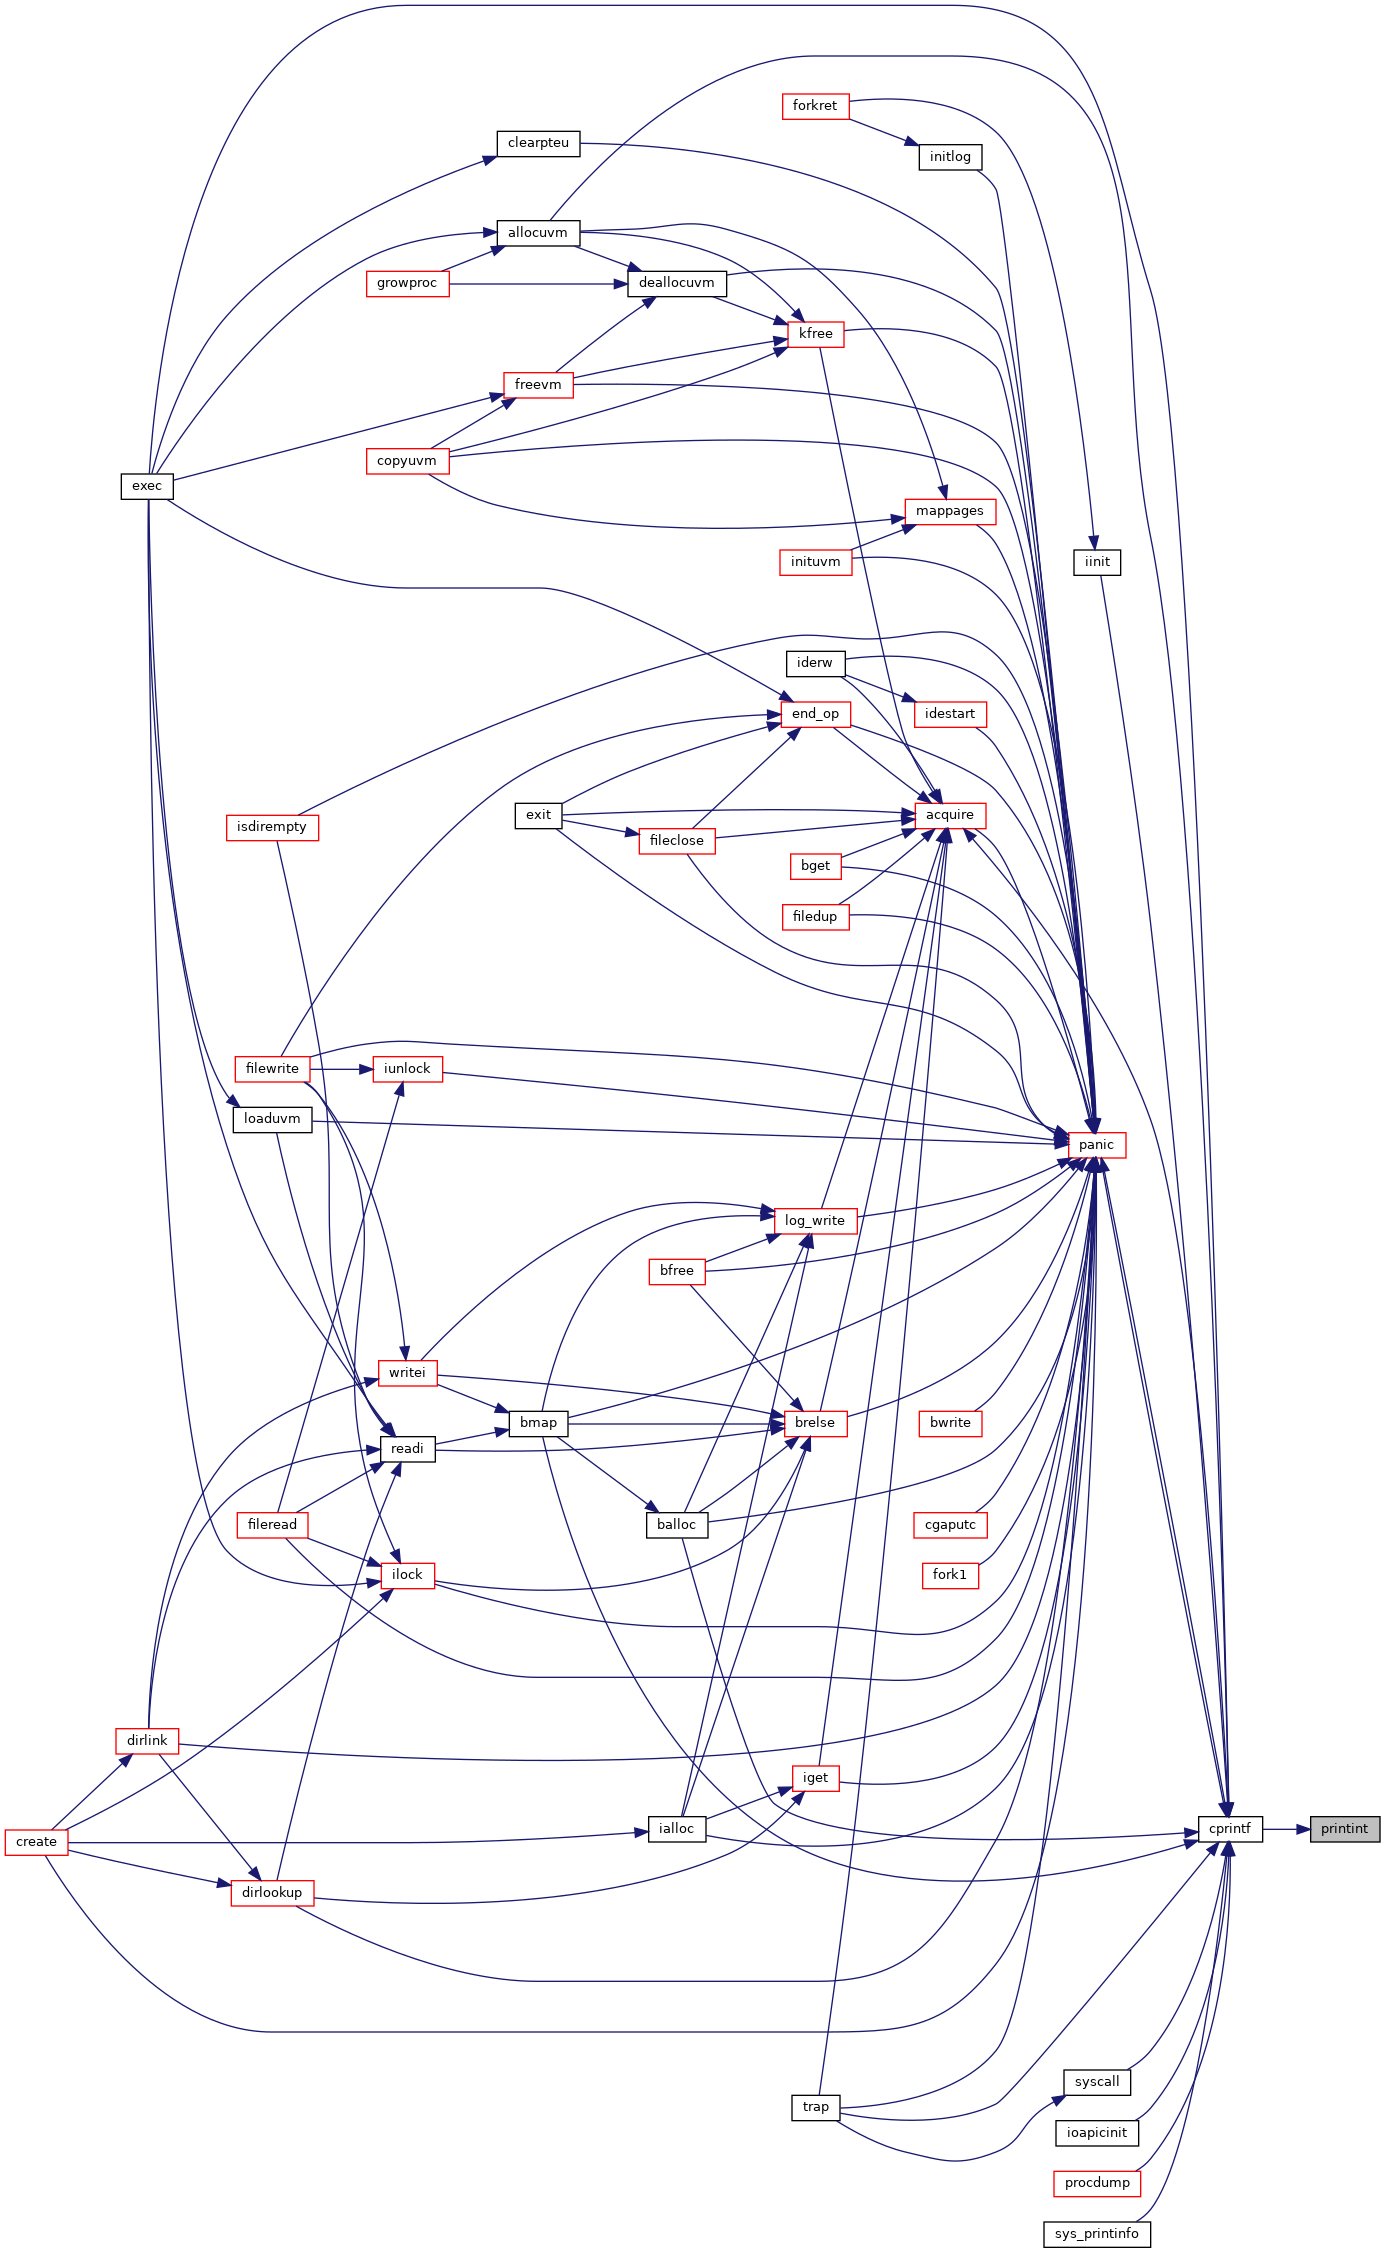 forkret
clearpteu
initlog
allocuvm
growproc
deallocuvm
kfree
freevm
copyuvm
exec
mappages
inituvm
iinit
iderw
end_op
idestart
exit
acquire
isdirempty
fileclose
bget
filedup
filewrite
iunlock
loaduvm
panic
log_write
bfree
writei
bmap
brelse
bwrite
readi
fileread
balloc
cgaputc
ilock
fork1
dirlink
iget
create
ialloc
cprintf
printint
dirlookup
syscall
trap
ioapicinit
procdump
sys_printinfo